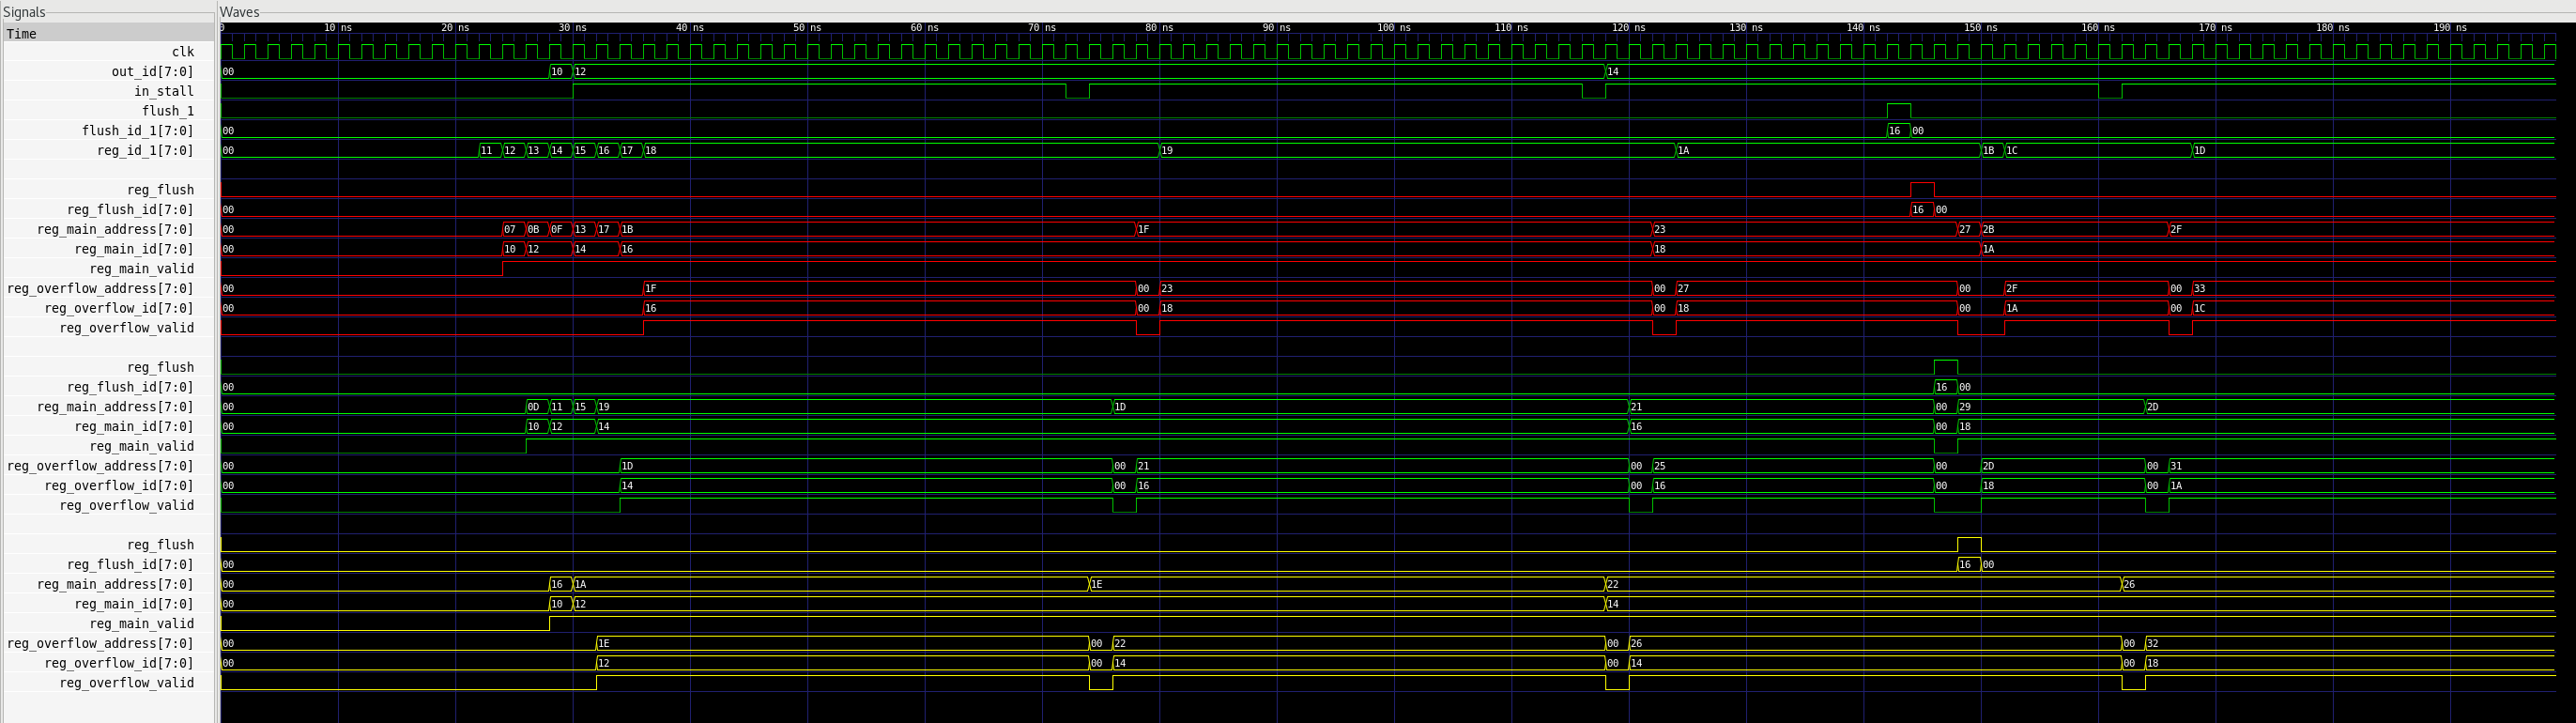 Signals Waves
Time 0 10 ns 20 ns 30 ns 40 ns 50 ns 60 ns 70 ns 80 ns 90 ns 100 ns 110 ns 120 ns 130 ns 140 ns 150 ns 160 ns 170 ns 180 ns 190 ns
clk
out_id[7:0] 00 10 12 14
in_stall
flush_1
flush_id_1[7:0] 00 16 00
reg_id_1[7:0] 00 11 12 13 14 15 16 17 18 19 1A 1B 1C 1D
reg_flush
reg_flush_id[7:0] 00 16 00
reg_main_address[7:0] 00 07 0B 0F 13 17 1B 1F 23 27 2B 2F
reg_main_id[7:0] 00 10 12 14 16 18 1A
reg_main_valid
reg_overflow_address[7:0] 00 1F 00 23 00 27 00 2F 00 33
reg_overflow_id[7:0] 00 16 00 18 00 18 00 1A 00 1C
reg_overflow_valid
reg_flush
reg_flush_id[7:0] 00 16 00
reg_main_address[7:0] 00 0D 11 15 19 1D 21 00 29 2D
reg_main_id[7:0] 00 10 12 14 16 00 18
reg_main_valid
reg_overflow_address[7:0] 00 1D 00 21 00 25 00 2D 00 31
reg_overflow_id[7:0] 00 14 00 16 00 16 00 18 00 1A
reg_overflow_valid
reg_flush
reg_flush_id[7:0] 00 16 00
reg_main_address[7:0] 00 16 1A 1E 22 26
reg_main_id[7:0] 00 10 12 14
reg_main_valid
reg_overflow_address[7:0] 00 1E 00 22 00 26 00 32
reg_overflow_id[7:0] 00 12 00 14 00 14 00 18
reg_overflow_valid